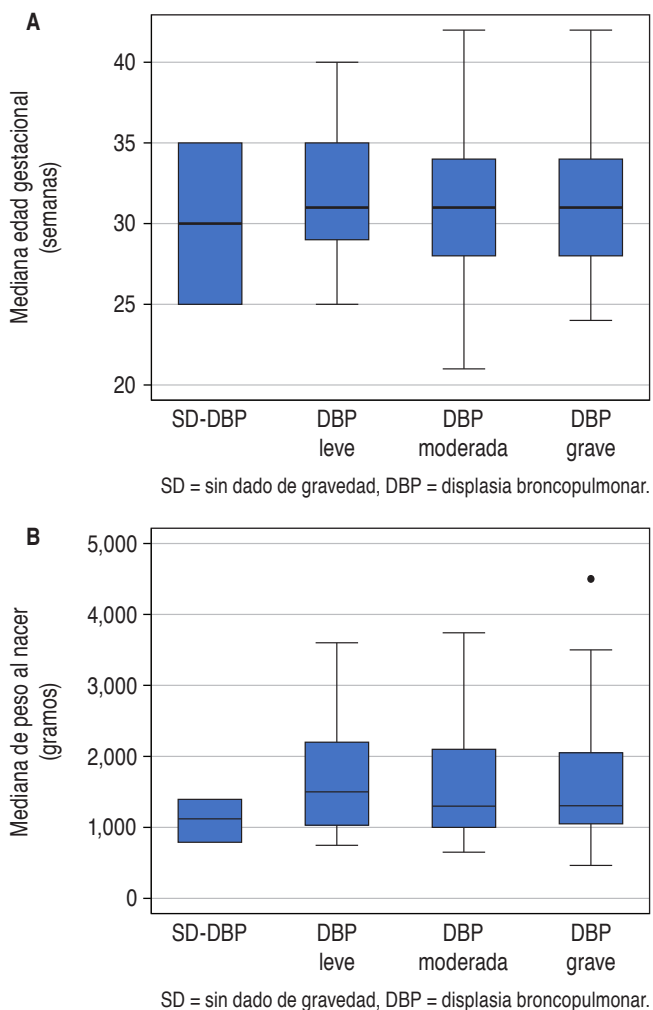 A
Mediana edad gestacional
(semanas)
40
35
30
25
20
SD-DBP
DBP
leve
DBP
moderada
DBP
grave
SD = sin dado de gravedad, DBP = displasia broncopulmonar.
B
Mediana de peso al nacer
(gramos)
5,000
4,000
3,000
2,000
1,000
0
SD-DBP
DBP
leve
DBP
moderada
DBP
grave
SD = sin dado de gravedad, DBP = displasia broncopulmonar.